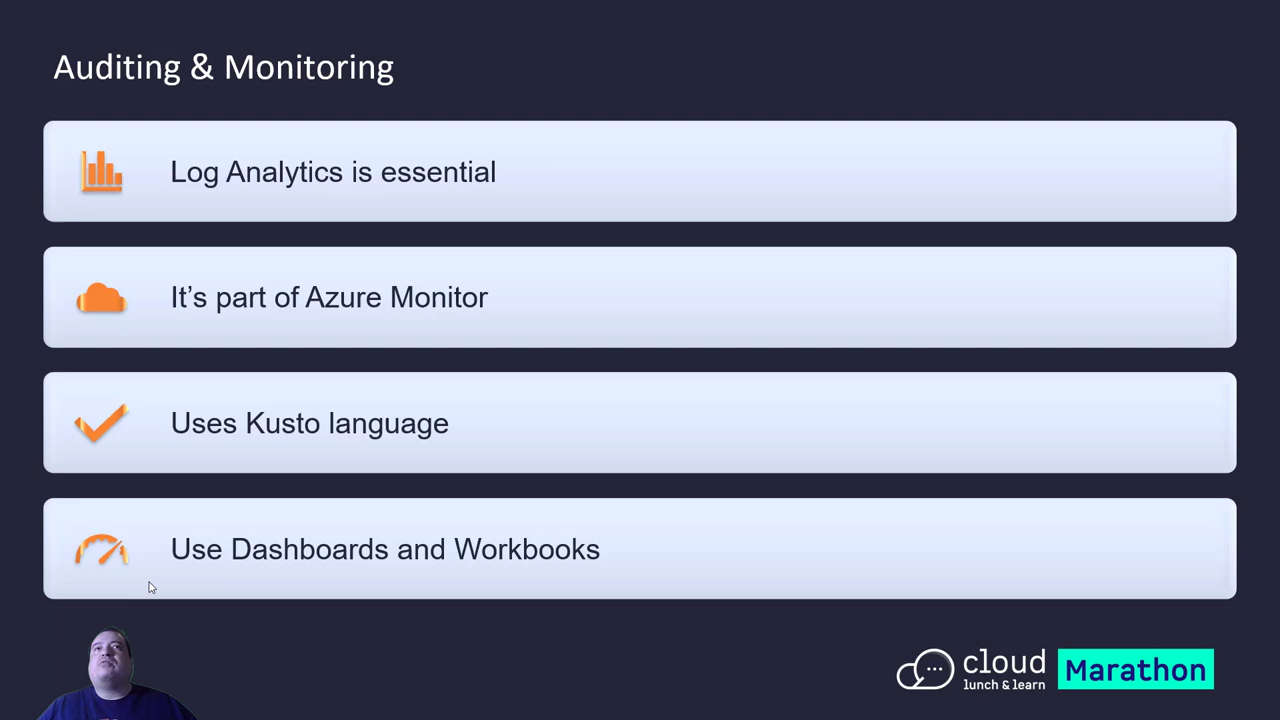 Auditing & Monitoring
Log Analytics is essential
It’s part of Azure Monitor
Uses Kusto language
Use Dashboards and Workbooks
cloud
lunch & learn
Marathon